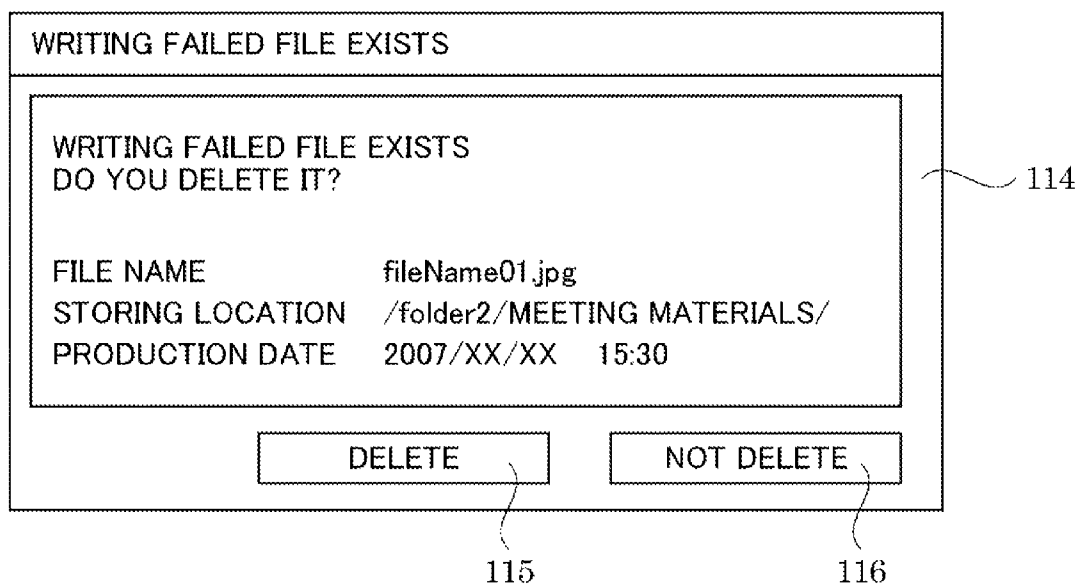 WRITING FAILED FILE EXISTS
WRITING FAILED FILE EXISTS
DO YOU DELETE IT?
114
FILE NAME fileName01.jpg
STORING LOCATION /folder2/MEETING MATERIALS/
PRODUCTION DATE 2007/XX/XX 15:30
DELETE NOT DELETE
115 116